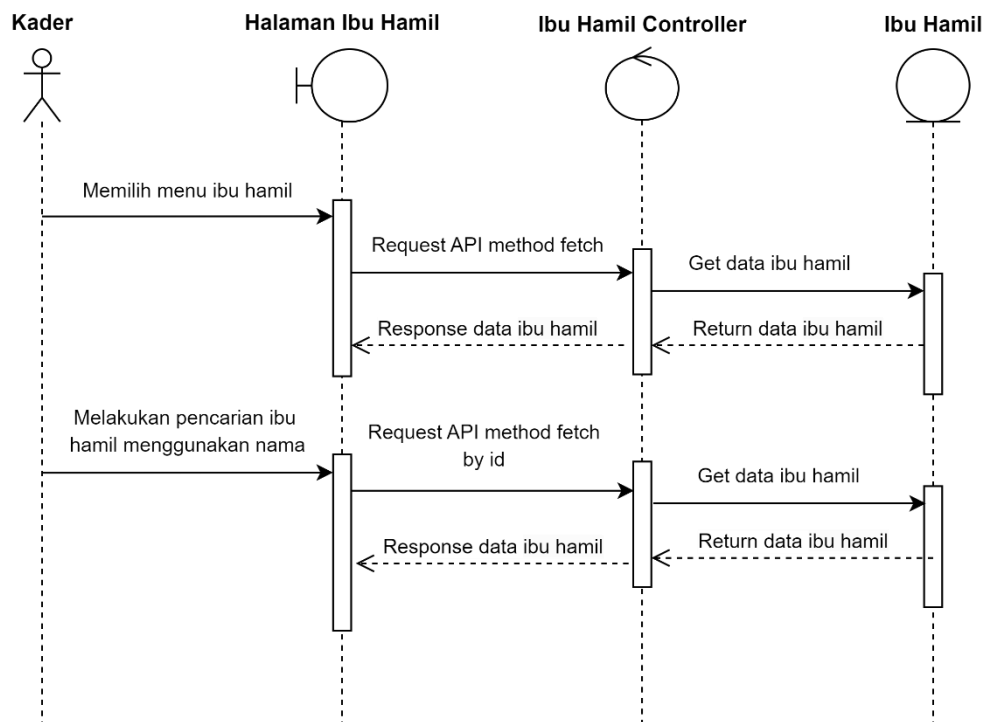 Kader
Halaman Ibu Hamil
Ibu Hamil Controller
Ibu Hamil
Memilih menu ibu hamil
Request API method fetch
Get data ibu hamil
Response data ibu hamil
Return data ibu hamil
Melakukan pencarian ibu
hamil menggunakan nama
Request API method fetch
by id
Get data ibu hamil
Response data ibu hamil
Return data ibu hamil